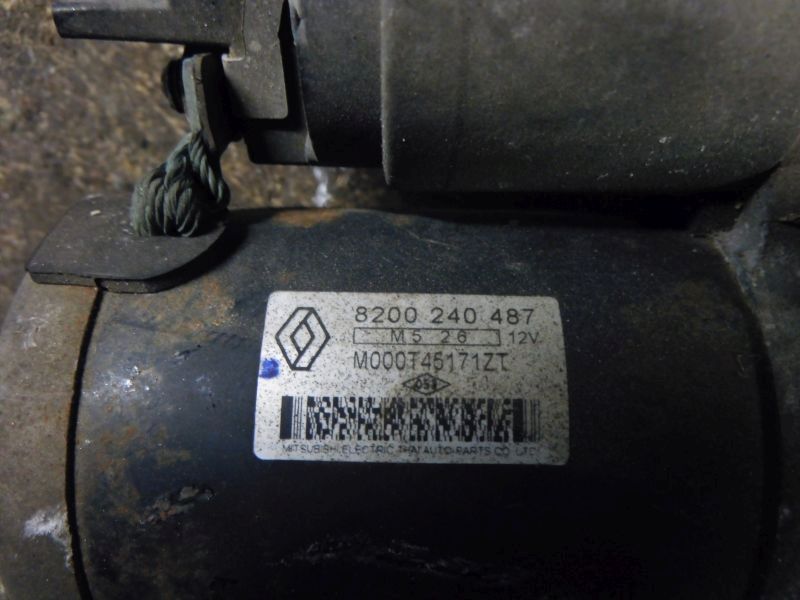 8200 240 487
M5 26 12V
M000T45171ZT
MITSUBISHI ELECTRIC THAI AUTO-PARTS CO. LTD.